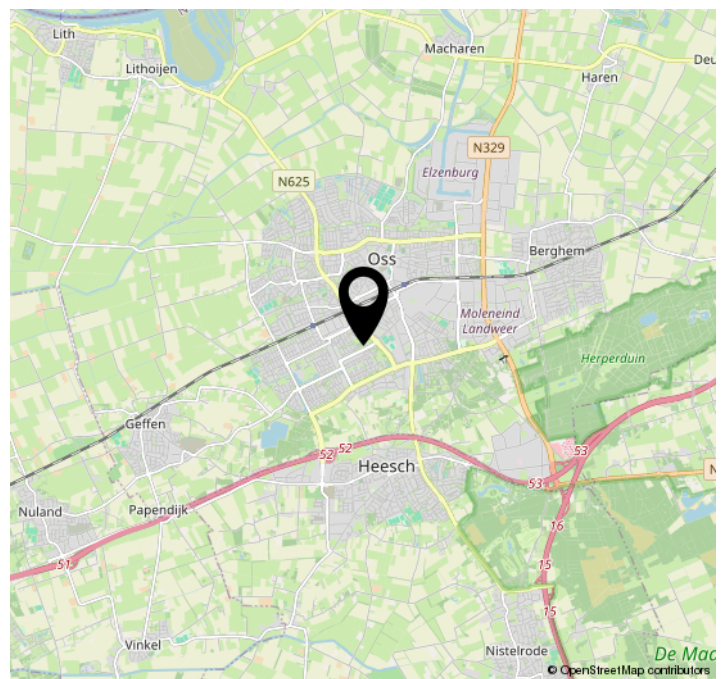 Lith
Macharen
Lithoijen
Haren
Deu
N329
Elzenburg
N625
Berghem
Oss
Moleneind
Landweer
Herperduin
Geffen
52
52
53
Heesch
53
N
Nuland
Papendijk
16
51
15
15
Vinkel
Nistelrode
De Maa
© OpenStreetMap contributors